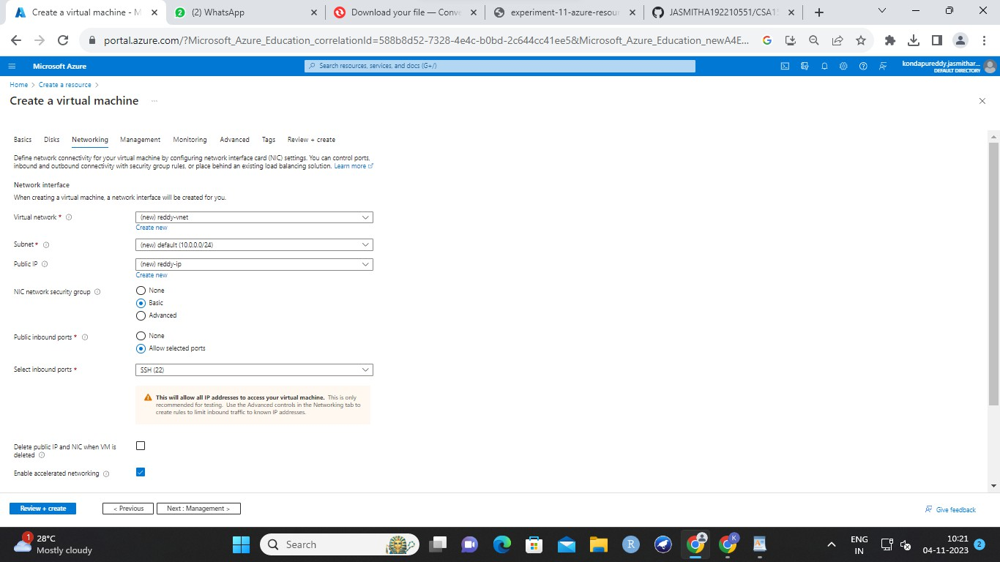 Create a virtual machine - M
(2) WhatsApp
Download your file — Conve
experiment-11-azure-resour
JASMITHA192210551/CSA15
portal.azure.com/?Microsoft_Azure_Education_correlationId=588b8d52-7328-4e4c-b0bd-2c644cc41ee5&Microsoft_Azure_Education_newA4E...
Microsoft Azure
Search resources, services, and docs (G+/)
kondapureddy.jasmithar...
DEFAULT DIRECTORY
Home > Create a resource >
Create a virtual machine ...
Basics Disks Networking Management Monitoring Advanced Tags Review + create
Define network connectivity for your virtual machine by configuring network interface card (NIC) settings. You can control ports,
inbound and outbound connectivity with security group rules, or place behind an existing load balancing solution. Learn more
Network interface
When creating a virtual machine, a network interface will be created for you.
Virtual network *
(new) reddy-vnet
Create new
Subnet *
(new) default (10.0.0.0/24)
Public IP
(new) reddy-ip
Create new
NIC network security group
None
Basic
Advanced
Public inbound ports *
None
Allow selected ports
Select inbound ports *
SSH (22)
This will allow all IP addresses to access your virtual machine. This is only
recommended for testing. Use the Advanced controls in the Networking tab to
create rules to limit inbound traffic to known IP addresses.
Delete public IP and NIC when VM is
deleted
Enable accelerated networking
Review + create
< Previous
Next : Management >
Give feedback
1
28°C
Mostly cloudy
Search
R
K
ENG
IN
10:21
04-11-2023
2